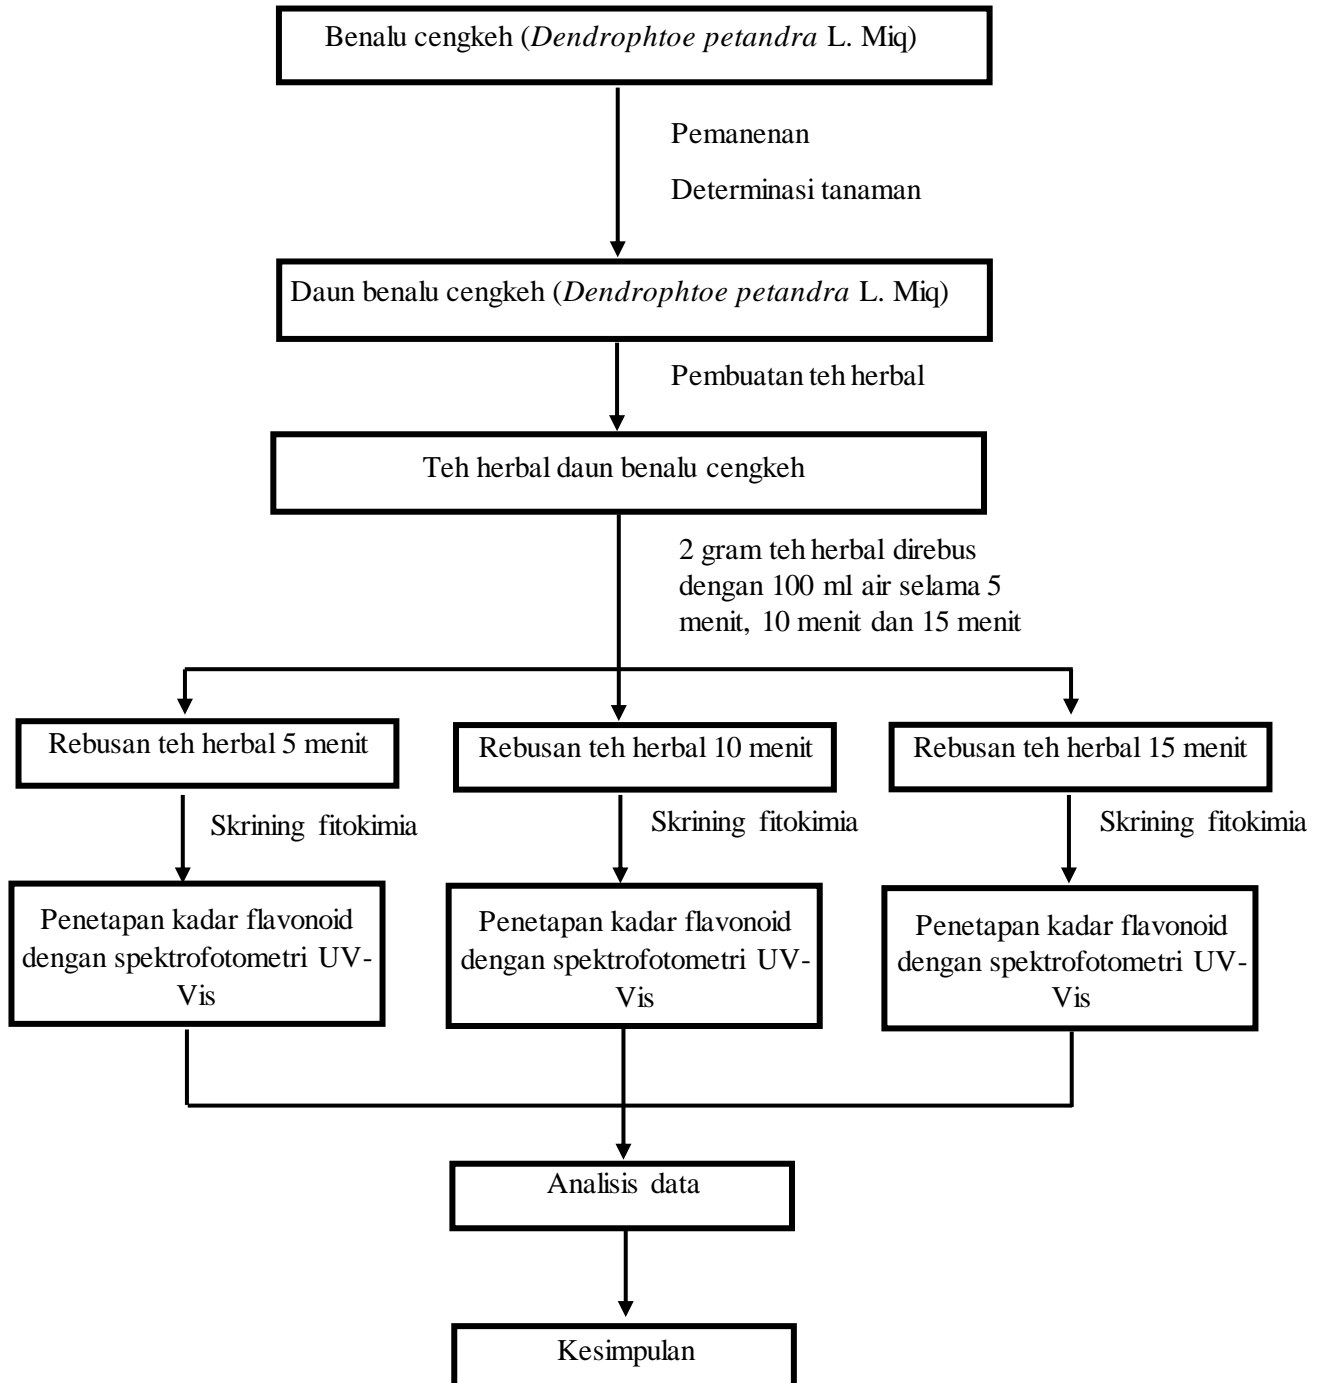 Benalu cengkeh (Dendrophtoe petandra L. Miq)
Pemanenan
Determinasi tanaman
Daun benalu cengkeh (Dendrophtoe petandra L. Miq)
Pembuatan teh herbal
Teh herbal daun benalu cengkeh
2 gram teh herbal direbus
dengan 100 ml air selama 5
menit, 10 menit dan 15 menit
Rebusan teh herbal 5 menit
Rebusan teh herbal 10 menit
Rebusan teh herbal 15 menit
Skrining fitokimia
Skrining fitokimia
Skrining fitokimia
Penetapan kadar flavonoid
dengan spektrofotometri UV-
Vis
Penetapan kadar flavonoid
dengan spektrofotometri UV-
Vis
Penetapan kadar flavonoid
dengan spektrofotometri UV-
Vis
Analisis data
Kesimpulan